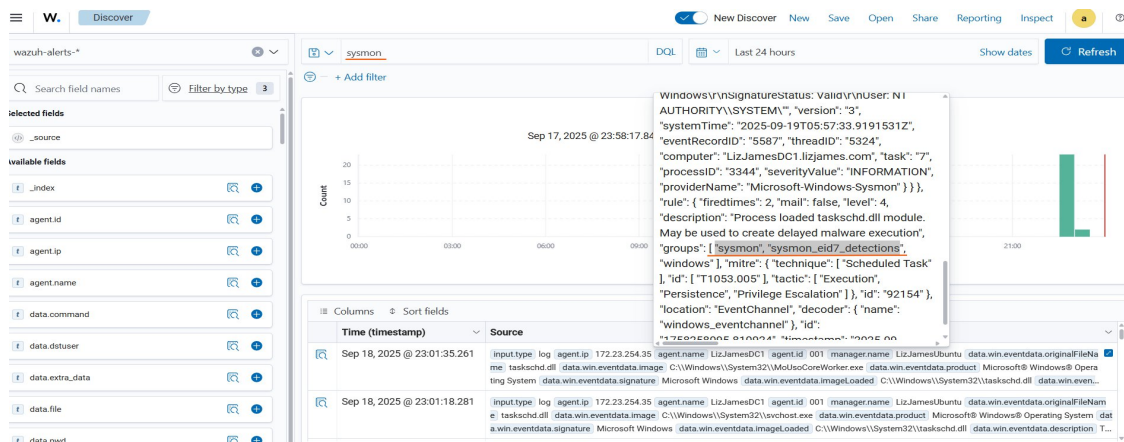 W. Discover New Discover New Save Open Share Reporting Inspect a
wazuh-alerts-* sysmon DQL Last 24 hours Show dates Refresh
Search field names Filter by type 3 + Add filter
Selected fields
_source
Available fields
_index
agent.id
agent.ip
agent.name
data.command
data.dstuser
data.extra_data
data.file
data.pwd
Sep 17, 2025 @ 23:58:17.84
Count
20
15
10
5
0
00:00 03:00 06:00 09:00 21:00
Windows\r\nSignatureStatus: Valid\r\nUser: NT
AUTHORITY\\SYSTEM\"", "version": "3",
"systemTime": "2025-09-19T05:57:33.9191531Z",
"eventRecordID": "5587", "threadID": "5324",
"computer": "LizJamesDC1.lizjames.com", "task": "7",
"processID": "3344", "severityValue": "INFORMATION",
"providerName": "Microsoft-Windows-Sysmon" } } },
"rule": { "firedtimes": 2, "mail": false, "level": 4,
"description": "Process loaded taskschd.dll module.
May be used to create delayed malware execution",
"groups": [ "sysmon", "sysmon_eid7_detections",
"windows" ], "mitre": { "technique": [ "Scheduled Task"
], "id": [ "T1053.005" ], "tactic": [ "Execution",
"Persistence", "Privilege Escalation" ] }, "id": "92154" },
"location": "EventChannel", "decoder": { "name":
"windows_eventchannel" }, "id":
Columns Sort fields
Time (timestamp) Source
Sep 18, 2025 @ 23:01:35.261 input.type log agent.ip 172.23.254.35 agent.name LizJamesDC1 agent.id 001 manager.name LizJamesUbuntu data.win.eventdata.originalFileNa
me taskschd.dll data.win.eventdata.image C:\\Windows\\System32\\MoUsoCoreWorker.exe data.win.eventdata.product Microsoft® Windows® Opera
ting System data.win.eventdata.signature Microsoft Windows data.win.eventdata.imageLoaded C:\\Windows\\System32\\taskschd.dll data.win.even...
Sep 18, 2025 @ 23:01:18.281 input.type log agent.ip 172.23.254.35 agent.name LizJamesDC1 agent.id 001 manager.name LizJamesUbuntu data.win.eventdata.originalFileNam
e taskschd.dll data.win.eventdata.image C:\\Windows\\System32\\svchost.exe data.win.eventdata.product Microsoft® Windows® Operating System dat
a.win.eventdata.signature Microsoft Windows data.win.eventdata.imageLoaded C:\\Windows\\System32\\taskschd.dll data.win.eventdata.description T...